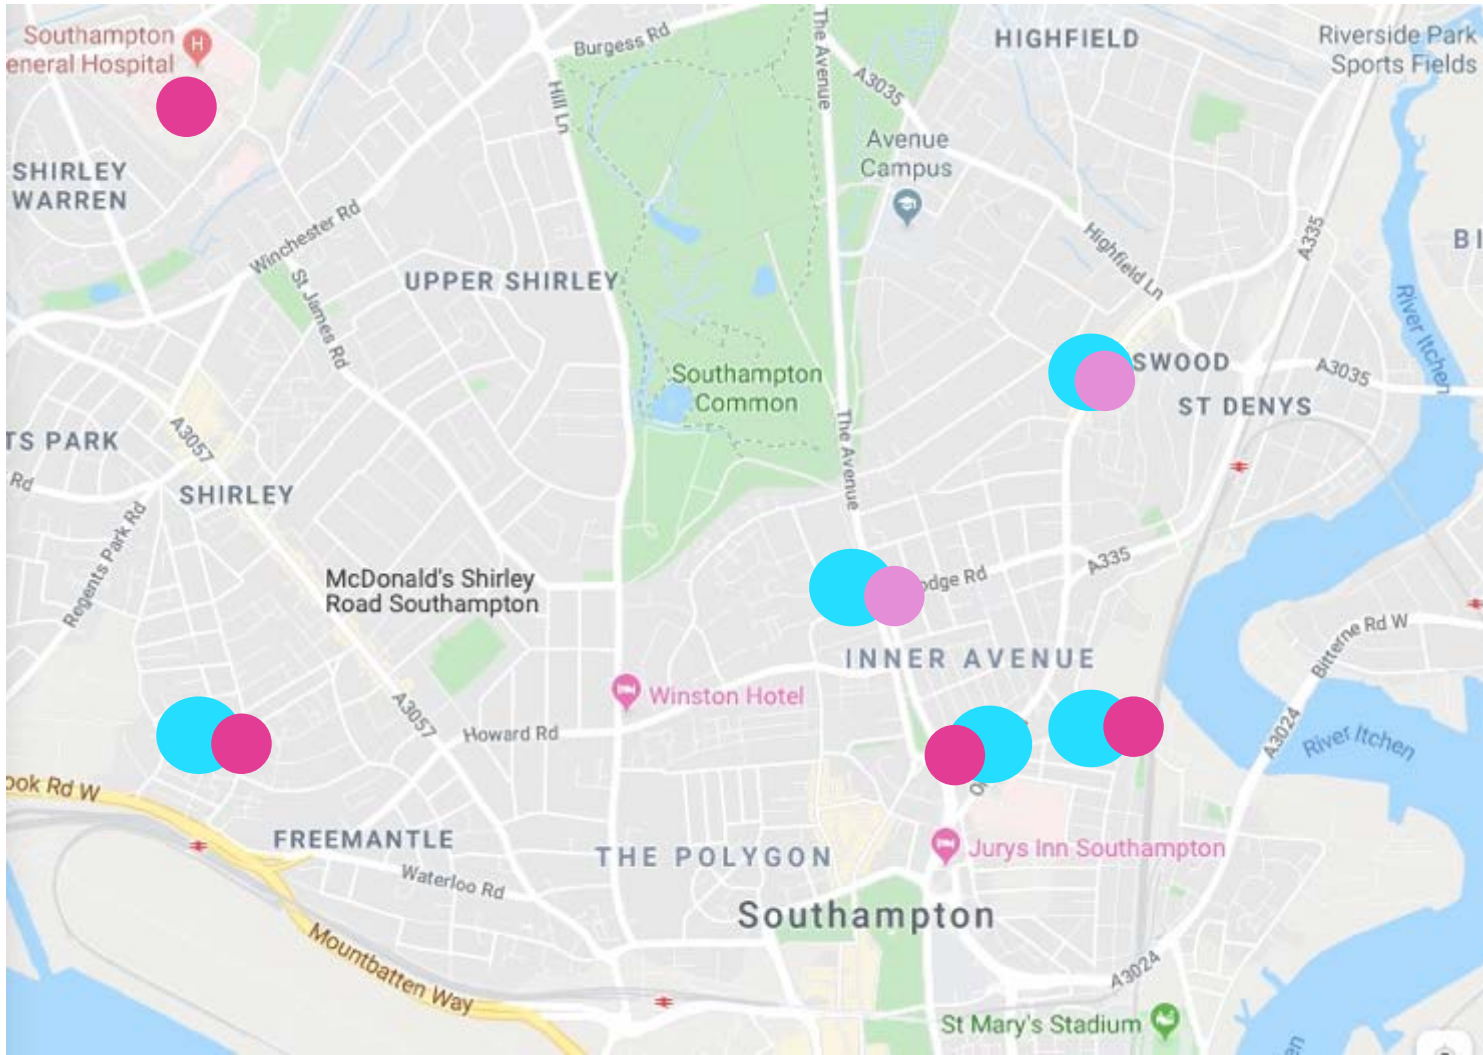 Southampton
eneral Hospital
H
SHIRLEY
WARREN
Burgess Rd
Hill Ln
The Avenue
A3035
HIGHFIELD
Riverside Park
Sports Fields
Avenue
Campus
Winchester Rd
St James Rd
UPPER SHIRLEY
Highfield Ln
A335
BI
River Itchen
Southampton
Common
SWOOD
A3035
ST DENYS
TS PARK
A3057
Rd
SHIRLEY
The Avenue
Regents Park Rd
McDonald's Shirley
Road Southampton
odge Rd
A335
Bitterne Rd W
INNER AVENUE
Winston Hotel
A3057
Howard Rd
A3024
River Itchen
ook Rd W
FREEMANTLE
THE POLYGON
Jurys Inn Southampton
Waterloo Rd
Southampton
Mountbatten Way
A3024
St Mary's Stadium
en